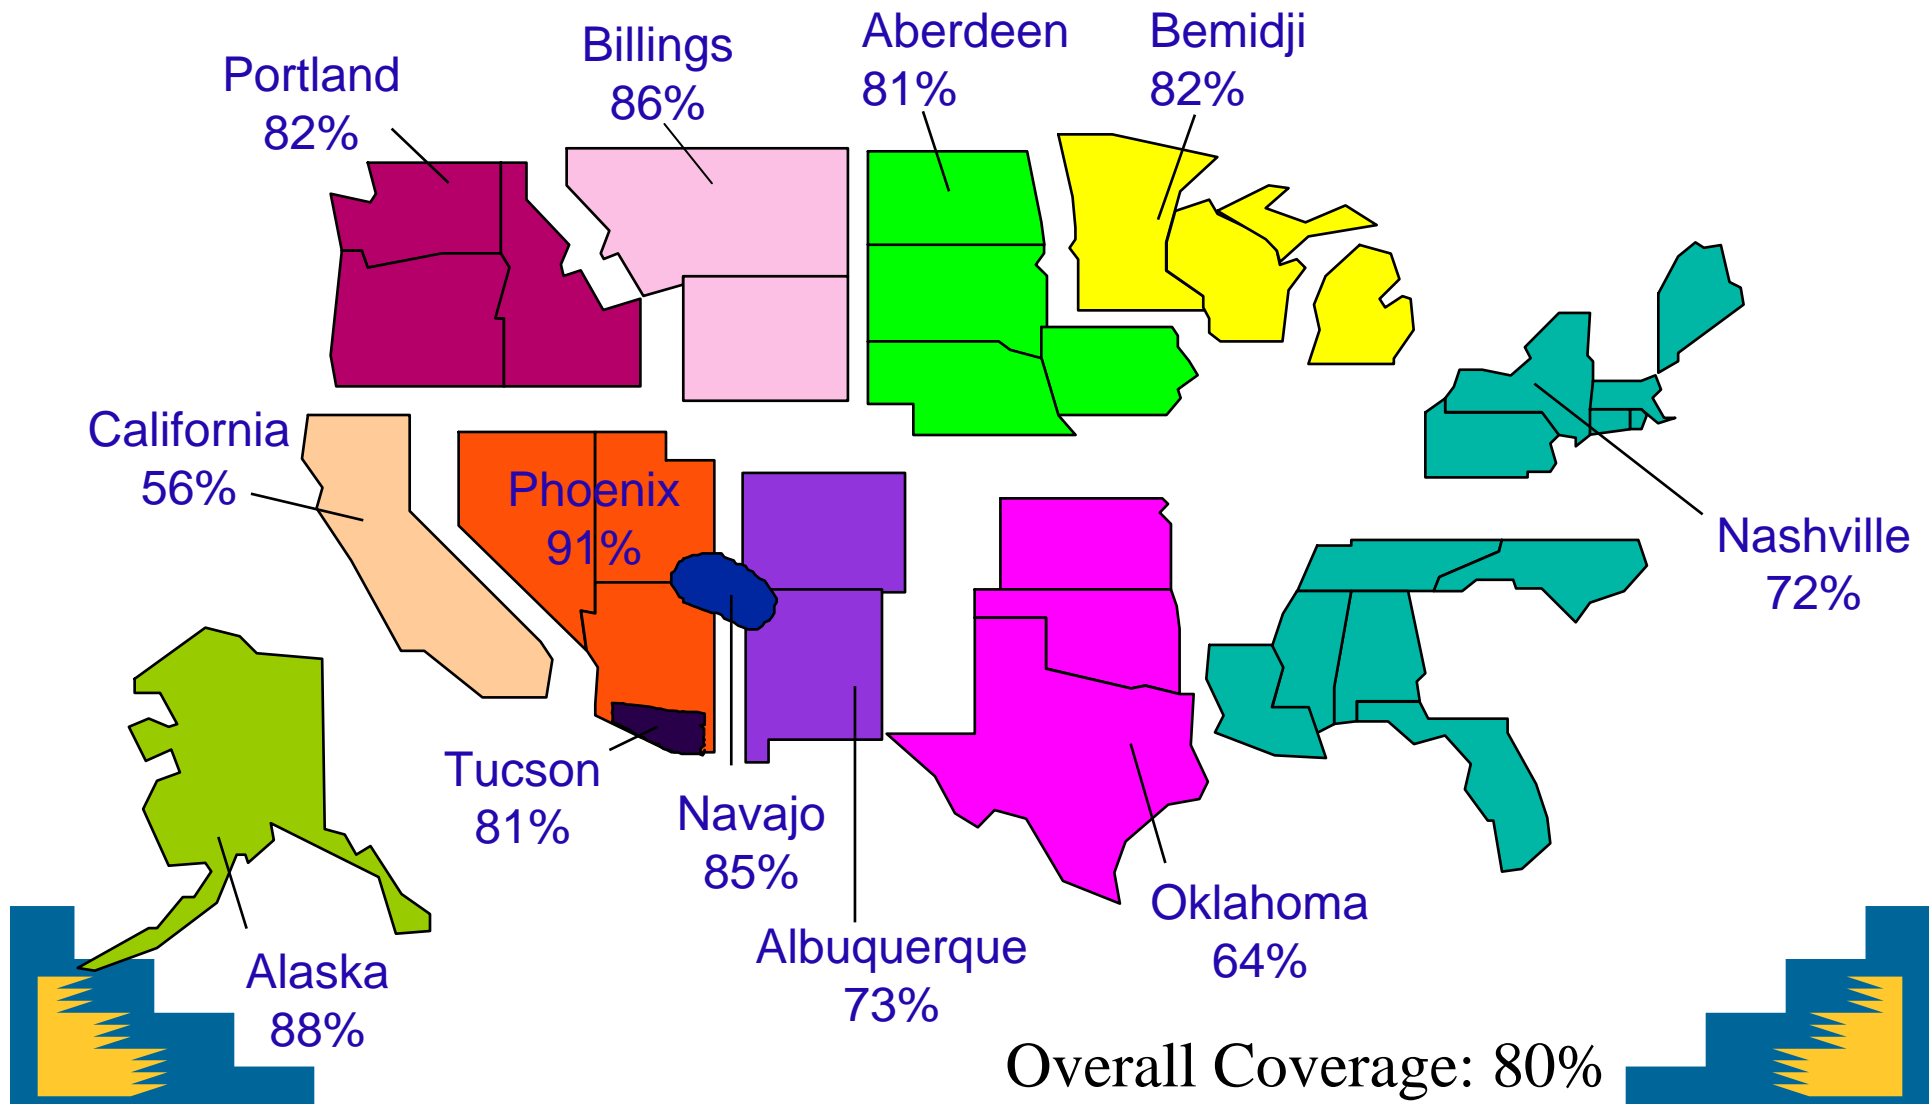 Portland
82%
Billings
86%
Aberdeen
81%
Bemidji
82%
California
56%
Phoenix
91%
Nashville
72%
Tucson
81%
Navajo
85%
Albuquerque
73%
Oklahoma
64%
Alaska
88%
Overall Coverage: 80%